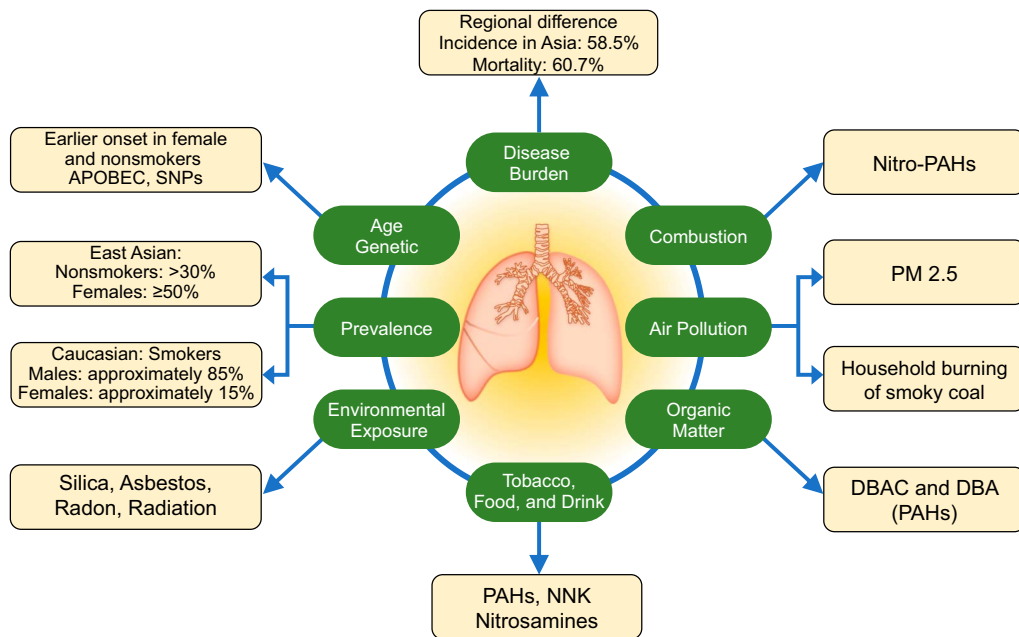 Regional difference
Incidence in Asia: 58.5%
Mortality: 60.7%
Disease
Burden
Earlier onset in female
and nonsmokers
APOBEC, SNPs
Age
Genetic
Combustion
Nitro-PAHs
East Asian:
Nonsmokers: >30%
Females: ≥50%
Prevalence
Caucasian: Smokers
Males: approximately 85%
Females: approximately 15%
Air Pollution
PM 2.5
Household burning
of smoky coal
Environmental
Exposure
Silica, Asbestos,
Radon, Radiation
Organic
Matter
DBAC and DBA
(PAHs)
Tobacco,
Food, and Drink
PAHs, NNK
Nitrosamines